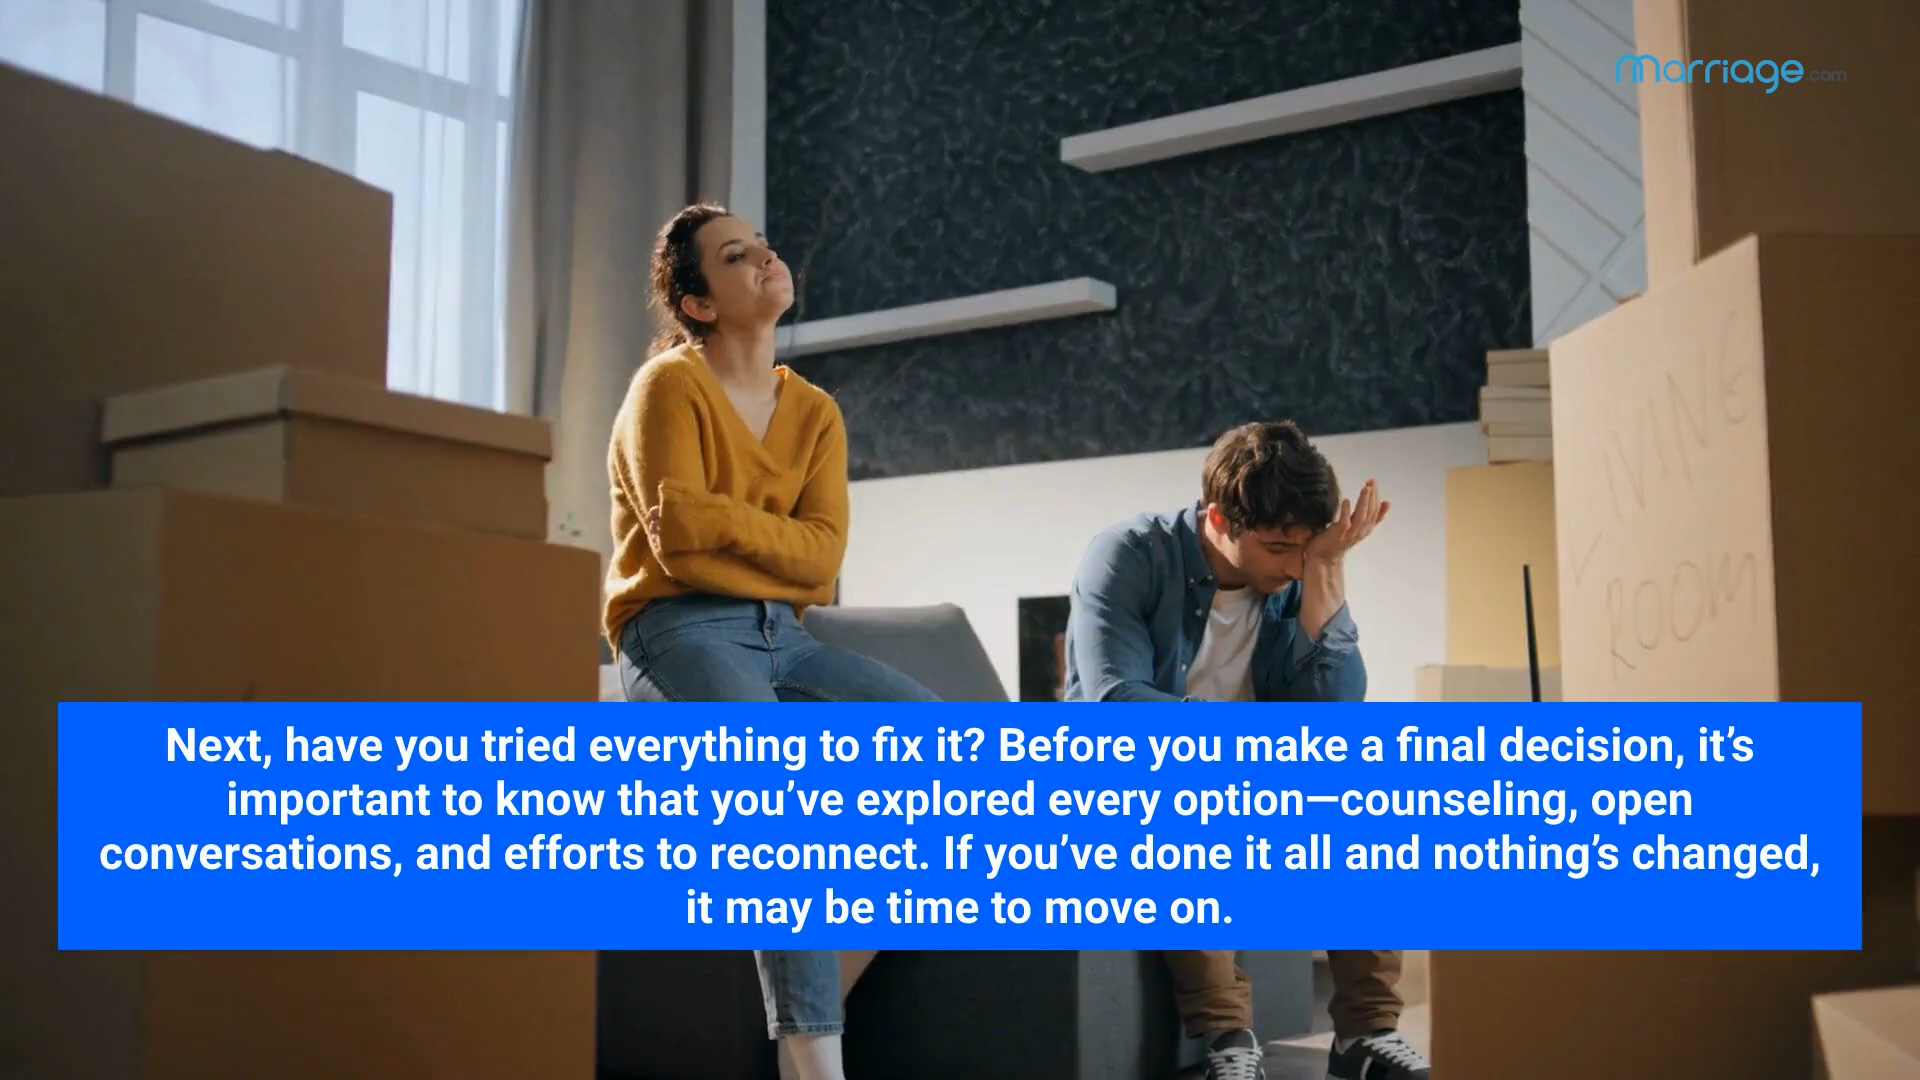 marriage.com
LIVING
ROOM
Next, have you tried everything to fix it? Before you make a final decision, it’s
important to know that you’ve explored every option—counseling, open
conversations, and efforts to reconnect. If you’ve done it all and nothing’s changed,
it may be time to move on.